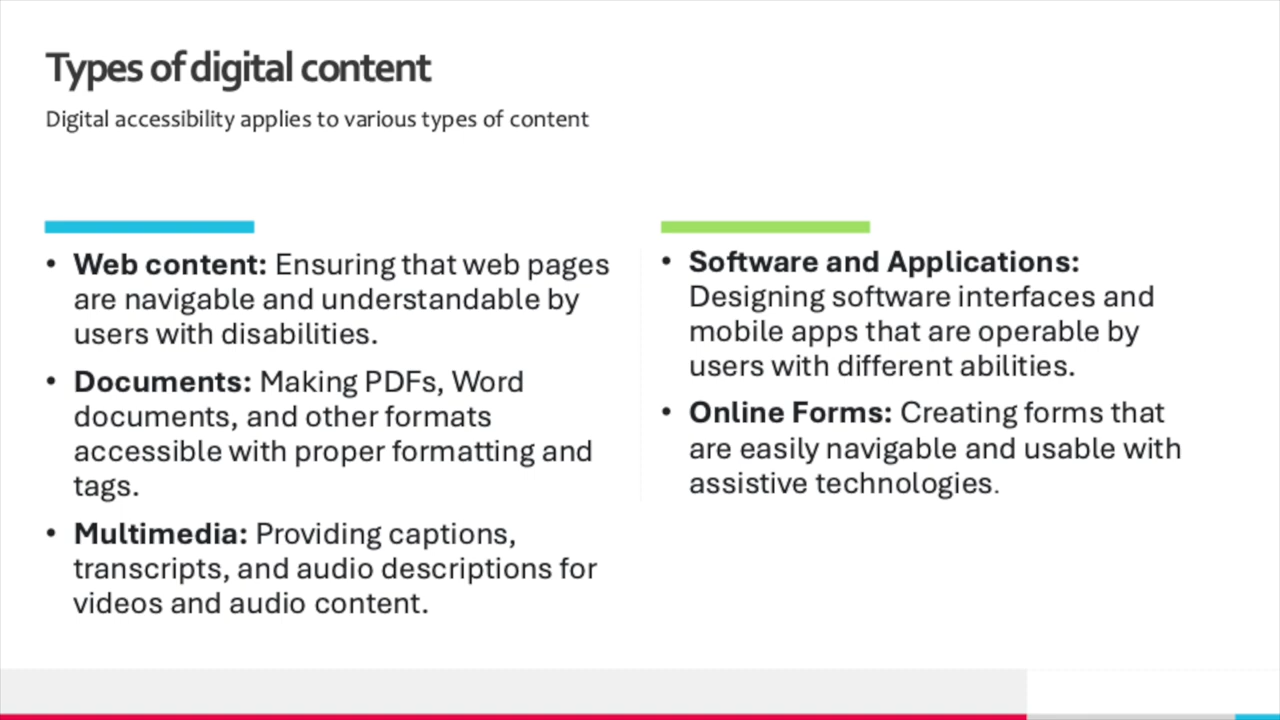 Types of digital content
Digital accessibility applies to various types of content
• Web content: Ensuring that web pages
are navigable and understandable by
users with disabilities.
• Documents: Making PDFs, Word
documents, and other formats
accessible with proper formatting and
tags.
• Multimedia: Providing captions,
transcripts, and audio descriptions for
videos and audio content.
• Software and Applications:
Designing software interfaces and
mobile apps that are operable by
users with different abilities.
• Online Forms: Creating forms that
are easily navigable and usable with
assistive technologies.